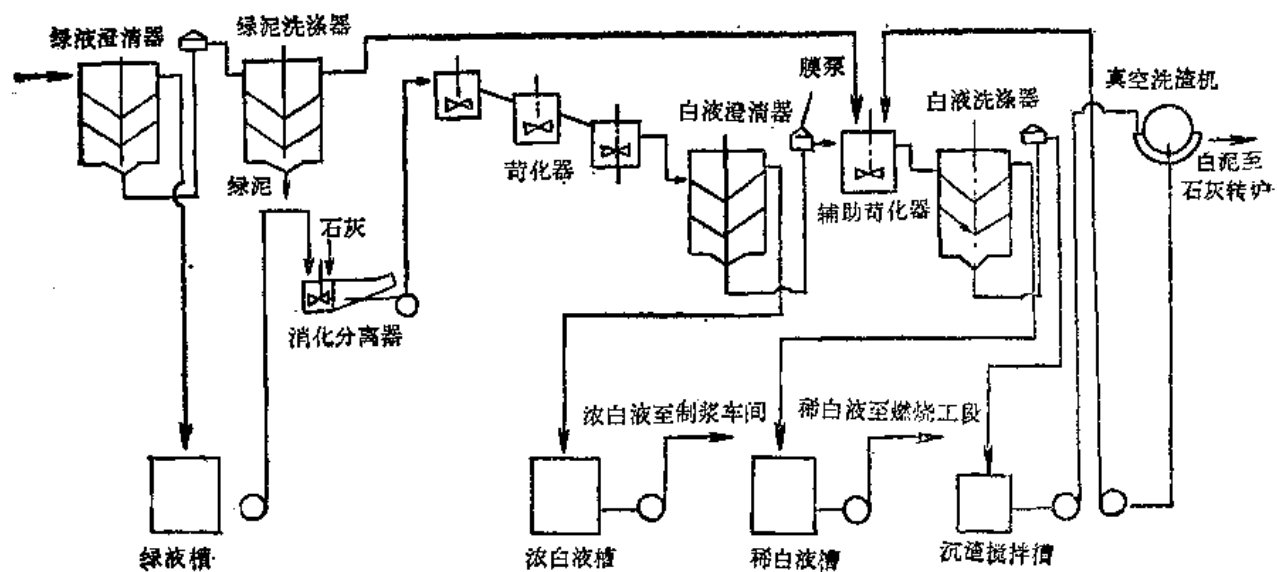 绿液澄清器
绿泥洗涤器
膜泵
真空洗渣机
白液澄清器
白液洗涤器
苛化器
绿泥
白泥至
石灰转炉
辅助苛化器
石灰
消化分离器
浓白液至制浆车间
稀白液至燃烧工段
绿液槽
浓白液槽
稀白液槽
沉渣搅拌槽